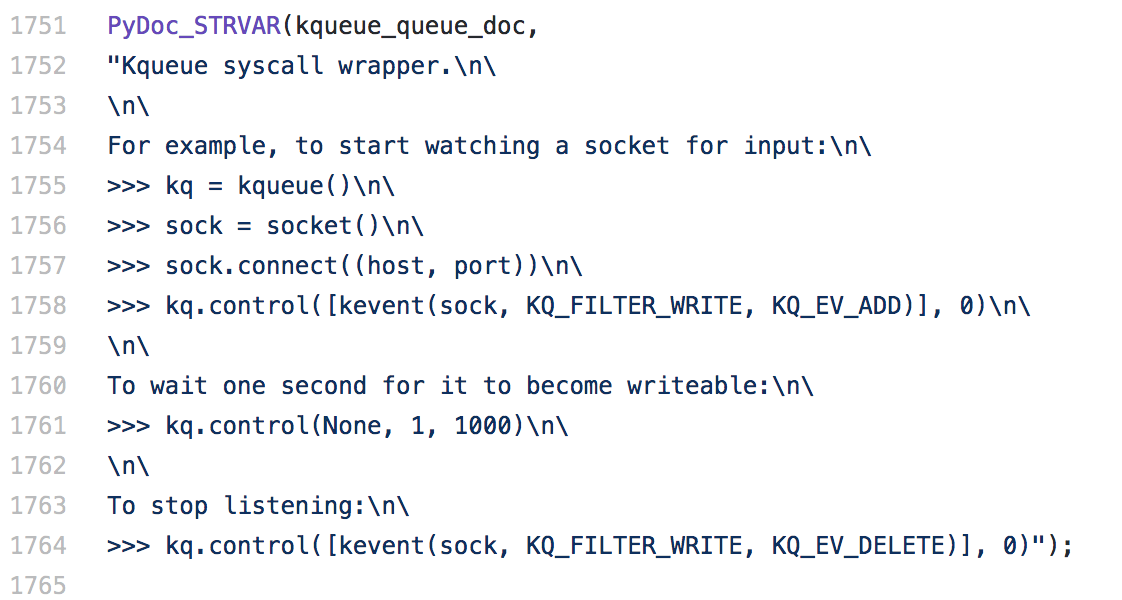 1751 PyDoc_STRVAR(kqueue_queue_doc,
1752 "Kqueue syscall wrapper.\n\
1753 \n\
1754 For example, to start watching a socket for input:\n\
1755 >>> kq = kqueue()\n\
1756 >>> sock = socket()\n\
1757 >>> sock.connect((host, port))\n\
1758 >>> kq.control([kevent(sock, KQ_FILTER_WRITE, KQ_EV_ADD)], 0)\n\
1759 \n\
1760 To wait one second for it to become writeable:\n\
1761 >>> kq.control(None, 1, 1000)\n\
1762 \n\
1763 To stop listening:\n\
1764 >>> kq.control([kevent(sock, KQ_FILTER_WRITE, KQ_EV_DELETE)], 0)");
1765